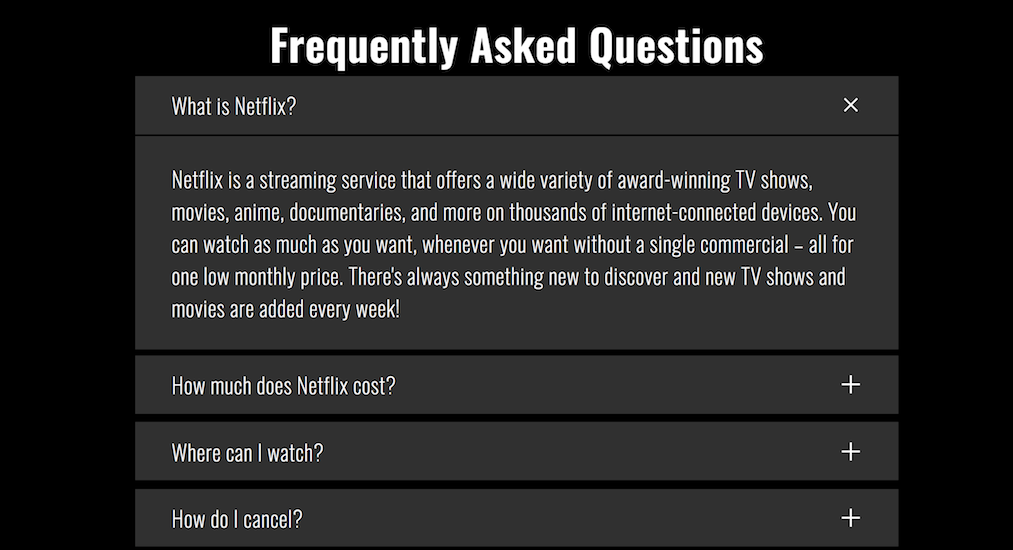 Frequently Asked Questions
What is Netflix?
Netflix is a streaming service that offers a wide variety of award-winning TV shows,
movies, anime, documentaries, and more on thousands of internet-connected devices. You
can watch as much as you want, whenever you want without a single commercial – all for
one low monthly price. There's always something new to discover and new TV shows and
movies are added every week!
How much does Netflix cost?
Where can I watch?
How do I cancel?